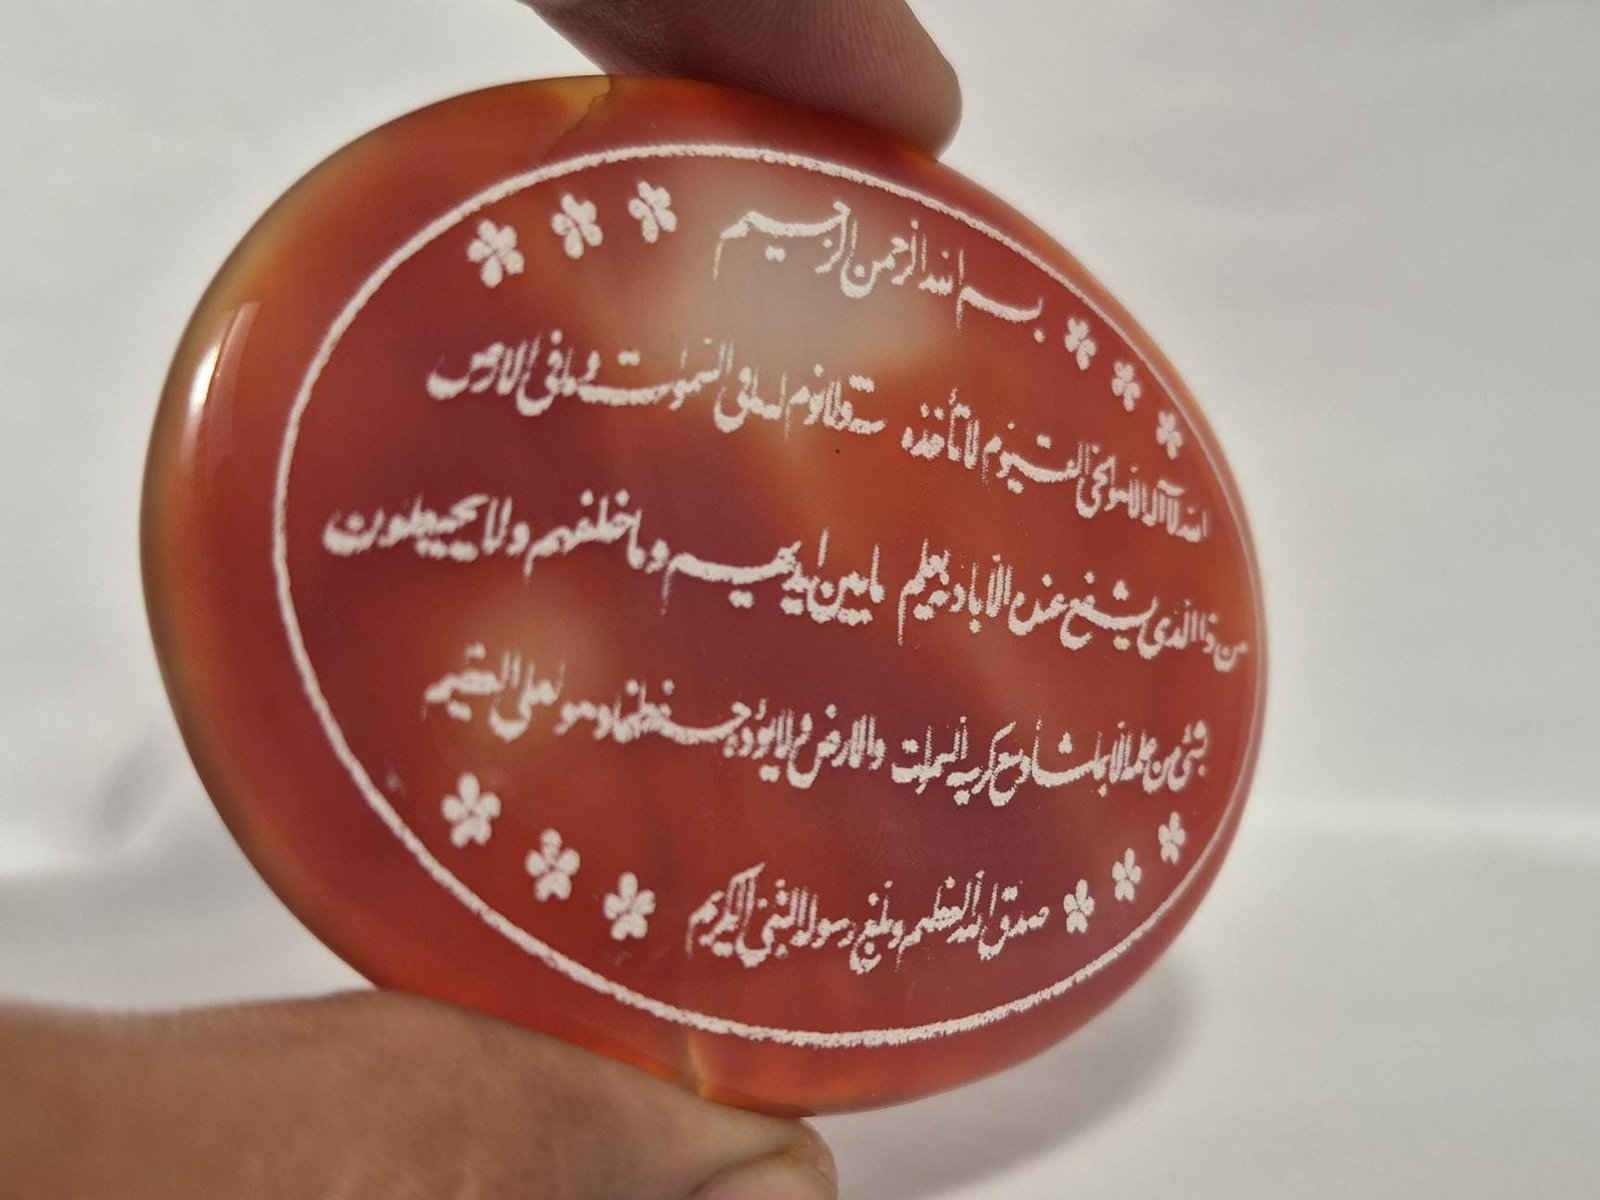 بسم الله الرحمن الرحيم
الله لا اله الا هو الحي القيوم لا تأخذه سنة ولا نوم له ما في السموات وما في الارض
من ذا الذي يشفع عنده الا باذنه يعلم ما بين ايديهم وما خلفهم ولا يحيطون
بشئ من علمه الا بما شاء وسع كرسيه السموات والارض ولا يؤده حفظهما وهو العلي العظيم
صدق الله العظيم وبلغ رسوله النبي الكريم